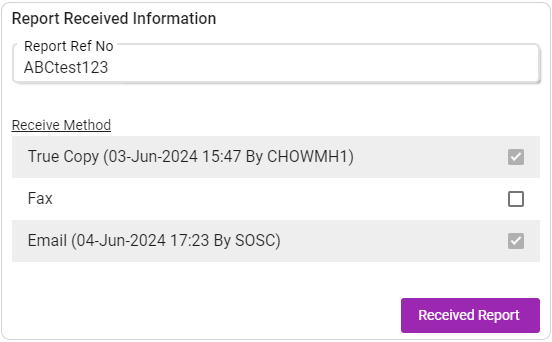 Report Received Information
Report Ref No
ABCtest123
Receive Method
True Copy (03-Jun-2024 15:47 By CHOWMH1)
Fax
Email (04-Jun-2024 17:23 By SOSC)
Received Report